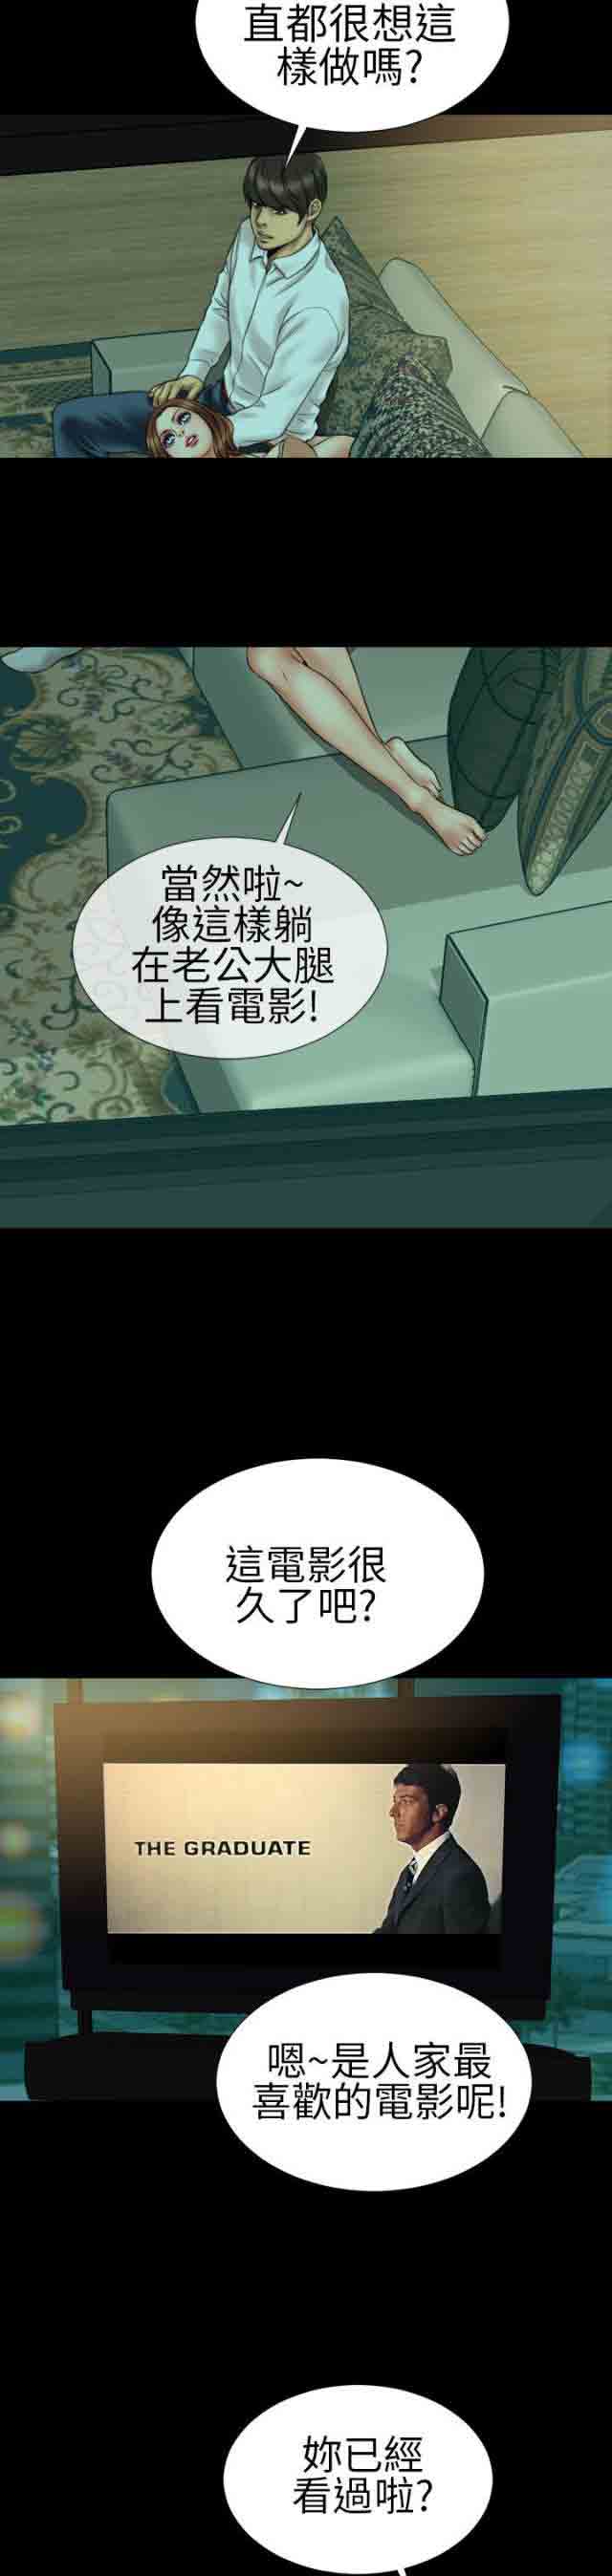 直都很想這
樣做嗎?
當然啦~
像這樣躺
在老公大腿
上看電影!
這電影很
久了吧?
THE GRADUATE
嗯~是人家最
喜歡的電影呢!
妳已經
看過啦?